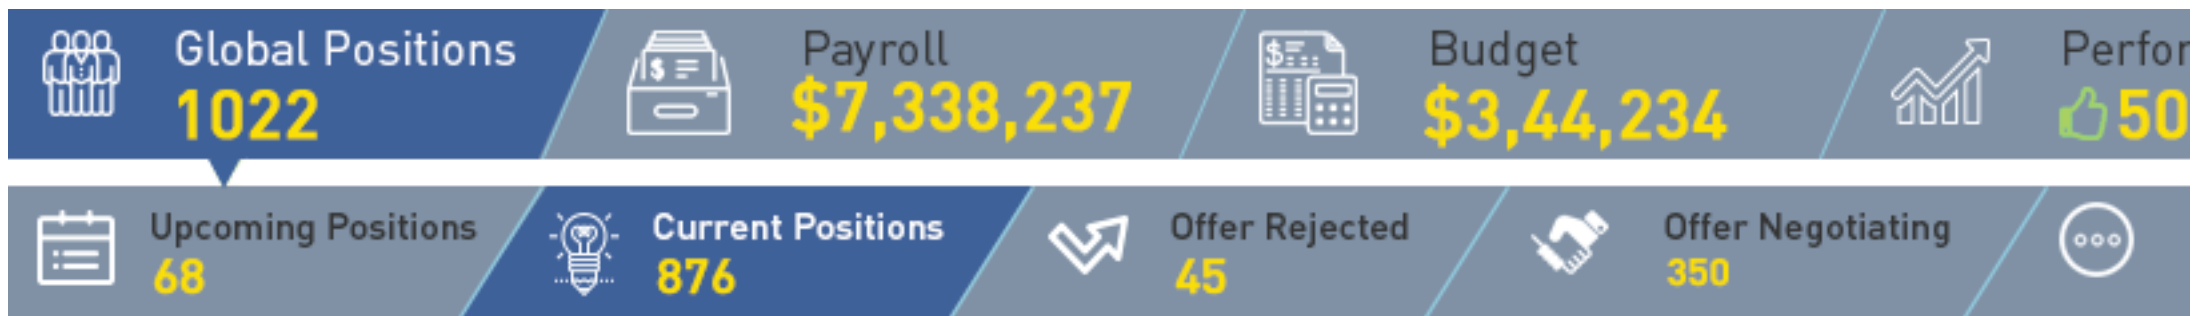 Global Positions
1022
Payroll
$7,338,237
Budget
$3,44,234
50
Upcoming Positions
68
Current Positions
876
Offer Rejected
45
Offer Negotiating
350